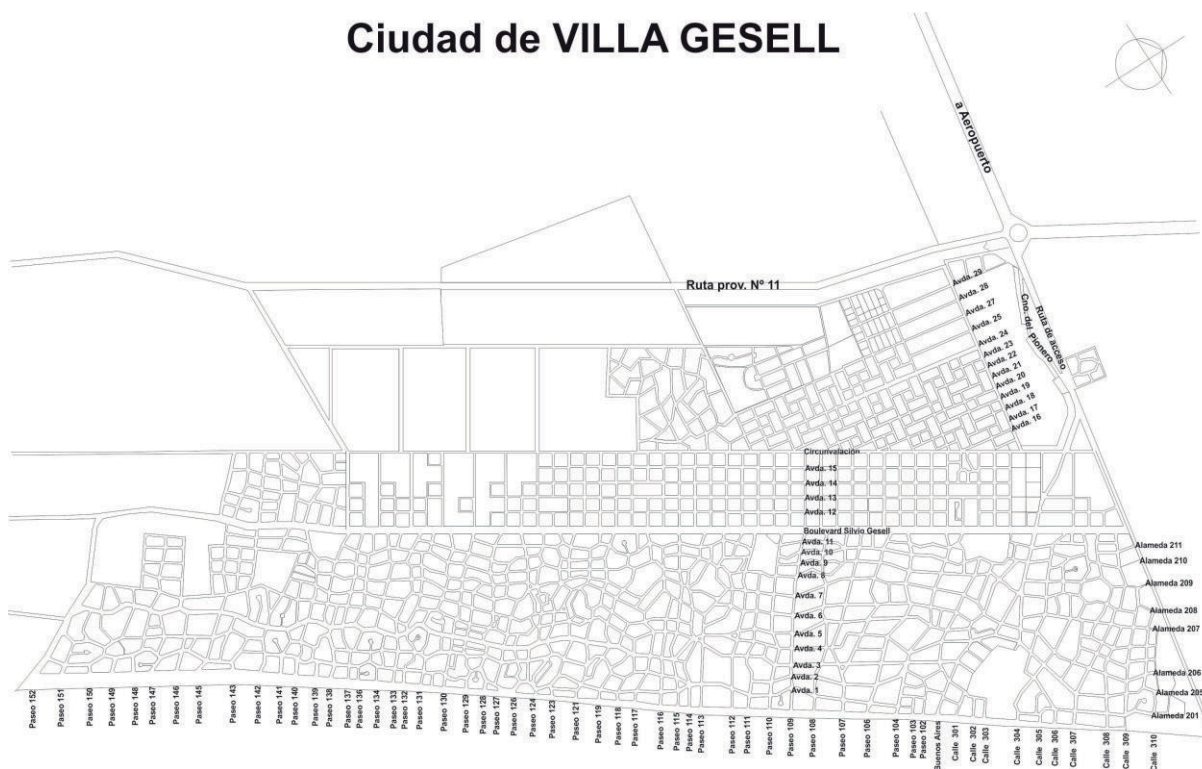 Ciudad de VILLA GESELL
a Aeropuerto
Ruta prov. Nº 11
Ruta de acceso
Cno. del Pionero
Avda. 29
Avda. 28
Avda. 27
Avda. 25
Avda. 24
Avda. 23
Avda. 22
Avda. 21
Avda. 20
Avda. 19
Avda. 18
Avda. 17
Avda. 16
Circunvalación
Avda. 15
Avda. 14
Avda. 13
Avda. 12
Boulevard Silvio Gesell
Avda. 11
Avda. 10
Avda. 9
Avda. 8
Avda. 7
Avda. 6
Avda. 5
Avda. 4
Avda. 3
Avda. 2
Avda. 1
Alameda 211
Alameda 210
Alameda 209
Alameda 208
Alameda 207
Alameda 206
Alameda 205
Alameda 201
Paseo 152
Paseo 151
Paseo 150
Paseo 149
Paseo 148
Paseo 147
Paseo 146
Paseo 145
Paseo 143
Paseo 142
Paseo 141
Paseo 140
Paseo 139
Paseo 138
Paseo 137
Paseo 136
Paseo 134
Paseo 133
Paseo 132
Paseo 131
Paseo 130
Paseo 129
Paseo 128
Paseo 127
Paseo 126
Paseo 124
Paseo 123
Paseo 121
Paseo 119
Paseo 118
Paseo 117
Paseo 116
Paseo 115
Paseo 114
Paseo 113
Paseo 112
Paseo 111
Paseo 110
Paseo 109
Paseo 108
Paseo 107
Paseo 106
Paseo 104
Paseo 103
Paseo 102
Buenos Aires
Calle 301
Calle 302
Calle 303
Calle 304
Calle 305
Calle 306
Calle 307
Calle 308
Calle 309
Calle 310